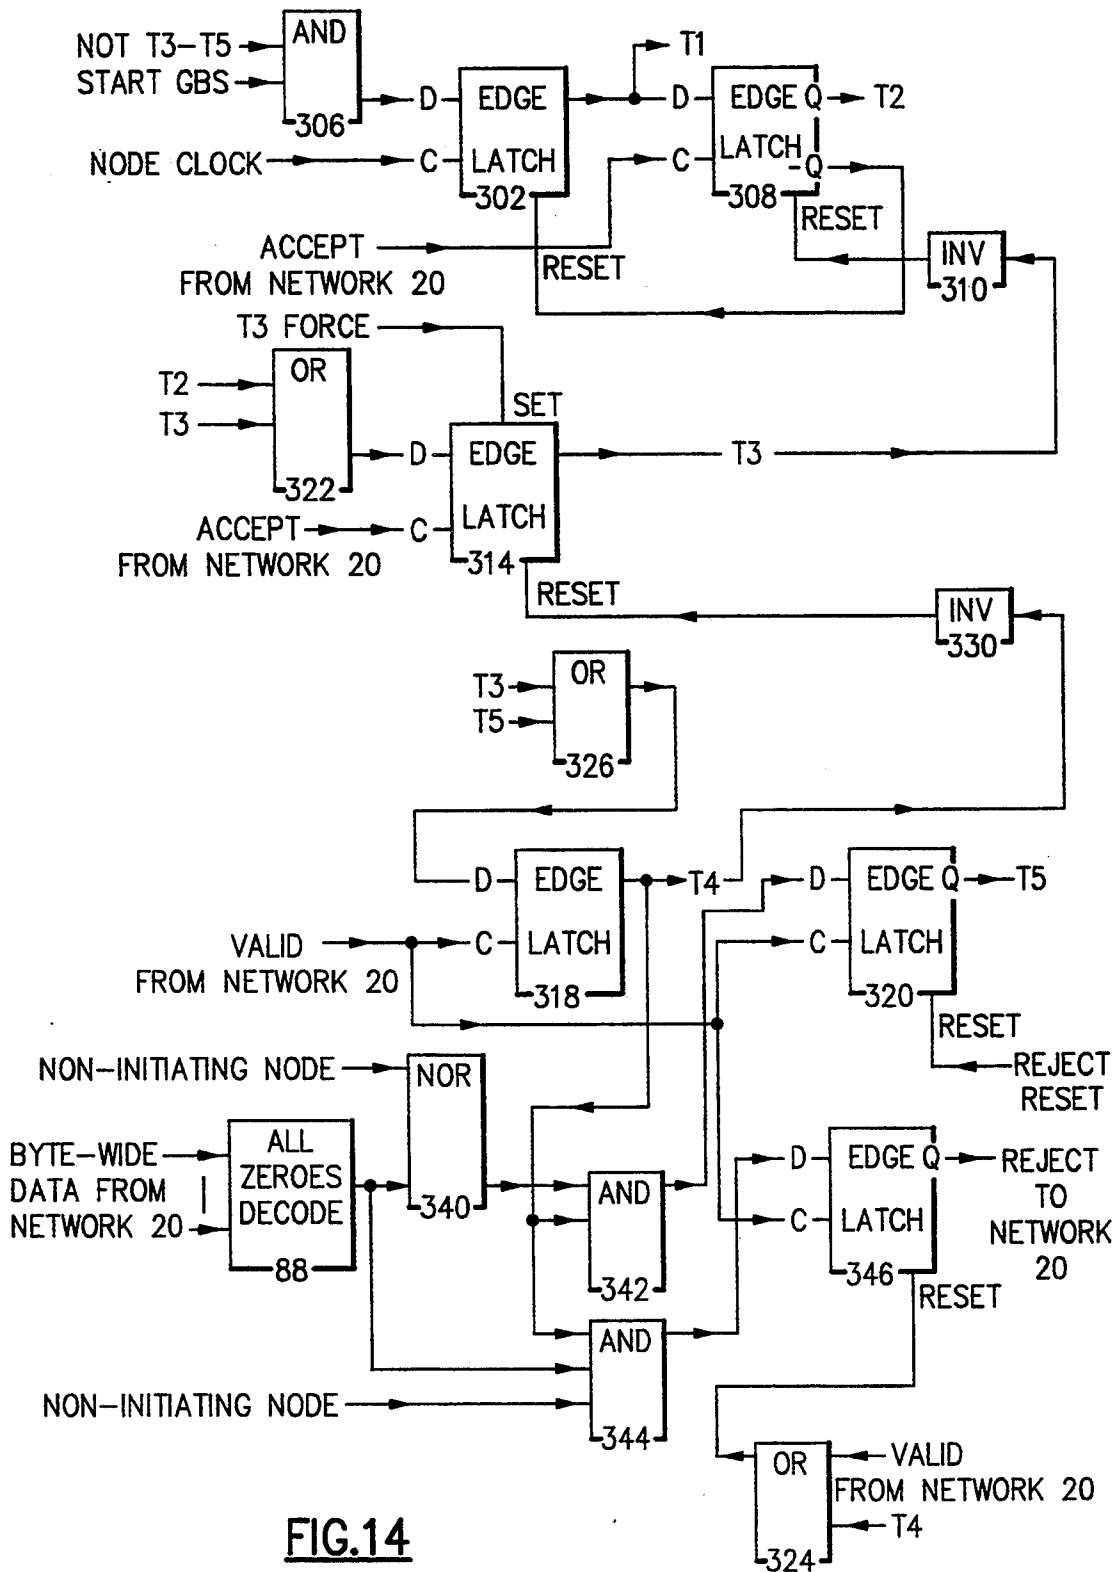 AND
NOT T3-T5
START GBS
306
D
EDGE
LATCH
C
302
NODE CLOCK
T1
D
EDGE Q
LATCH
-Q
C
308
T2
RESET
ACCEPT
FROM NETWORK 20
RESET
INV
310
T3 FORCE
OR
T2
T3
322
SET
D
EDGE
LATCH
C
314
T3
ACCEPT
FROM NETWORK 20
RESET
INV
330
OR
T3
T5
326
D
EDGE
LATCH
C
318
T4
D
EDGE Q
LATCH
C
320
T5
VALID
FROM NETWORK 20
RESET
REJECT
RESET
NON-INITIATING NODE
NOR
340
BYTE-WIDE
DATA FROM
NETWORK 20
ALL
ZEROES
DECODE
88
AND
342
D
EDGE Q
LATCH
C
346
REJECT
TO
NETWORK
20
RESET
AND
344
NON-INITIATING NODE
OR
324
VALID
FROM NETWORK 20
T4
FIG.14